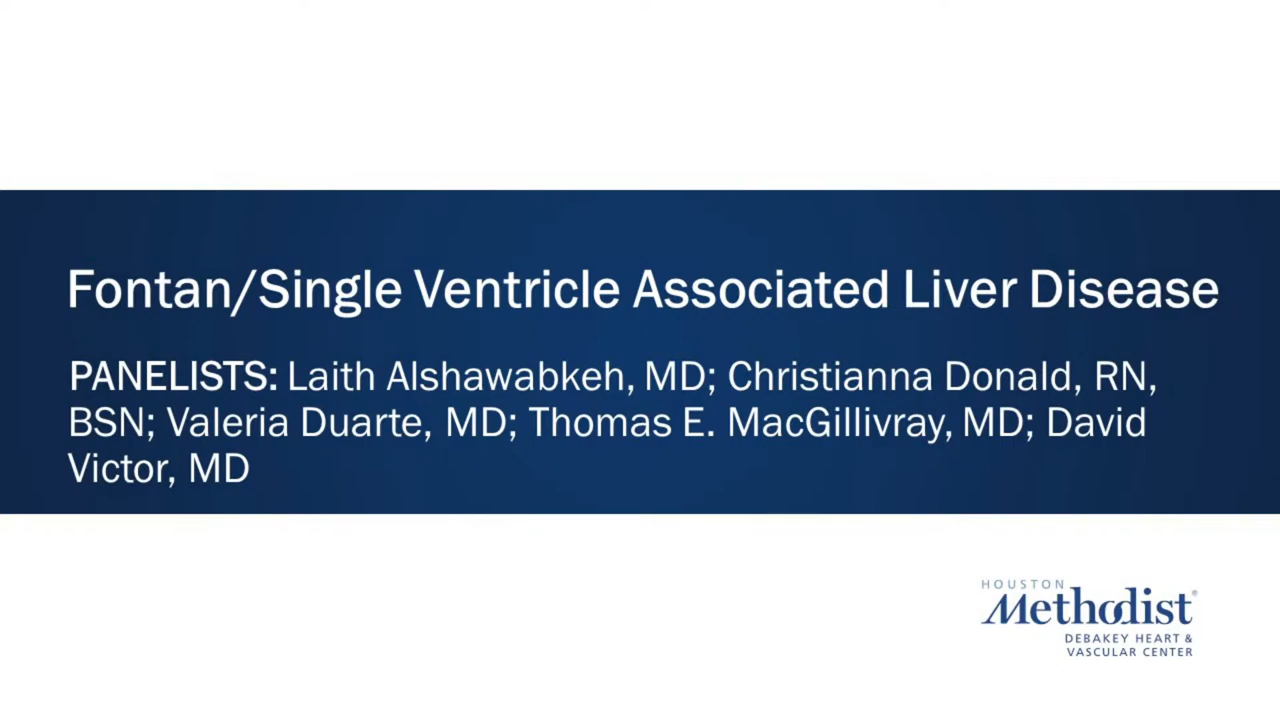 Fontan/Single Ventricle Associated Liver Disease
PANELISTS: Laith Alshawabkeh, MD; Christianna Donald, RN,
BSN; Valeria Duarte, MD; Thomas E. MacGillivray, MD; David
Victor, MD
HOUSTON
Methodist®
DEBAKEY HEART &
VASCULAR CENTER